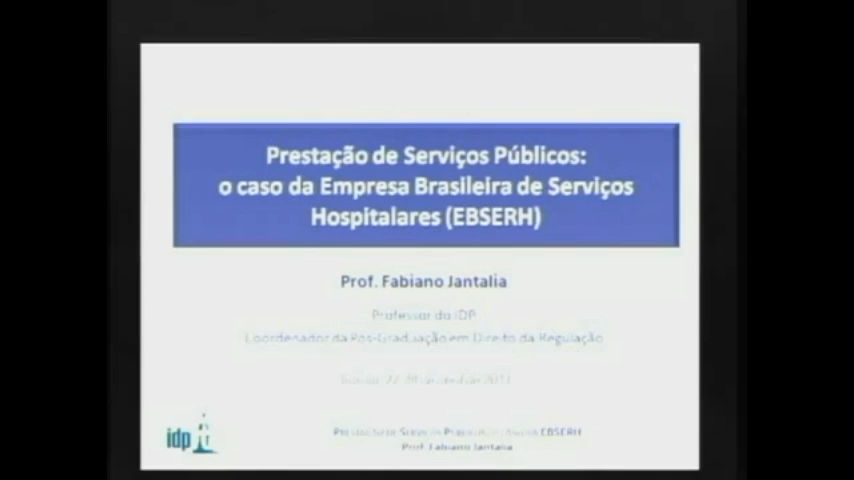 Prestação de Serviços Públicos:
o caso da Empresa Brasileira de Serviços
Hospitalares (EBSERH)
Prof. Fabiano Jantalia
Professor do IDP
Coordenador da Pós-Graduação em Direito da Regulação
idp
EBSERH
Prof. Fabiano Jantalia